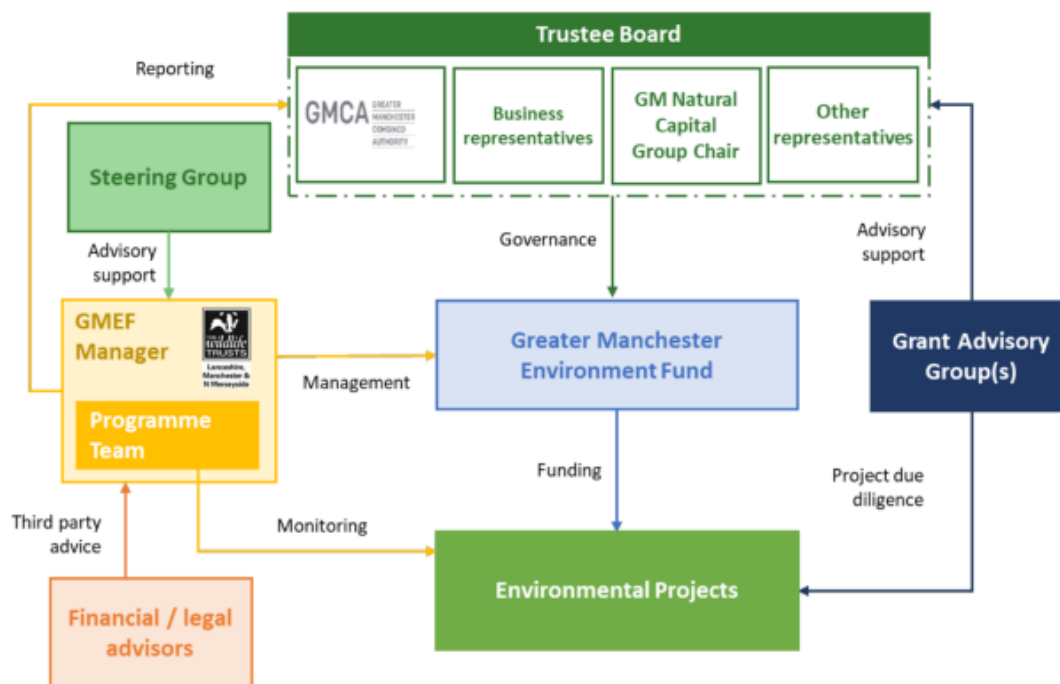 Trustee Board
Reporting
GMCA
GREATER
MANCHESTER
COMBINED
AUTHORITY
Business
representatives
GM Natural
Capital
Group Chair
Other
representatives
Steering Group
Governance
Advisory
support
Advisory
support
GMEF
Manager
wildlife
TRUSTS
Lancashire,
Manchester &
N Merseyside
Programme
Team
Management
Greater Manchester
Environment Fund
Grant Advisory
Group(s)
Funding
Project due
diligence
Third party
advice
Monitoring
Environmental Projects
Financial / legal
advisors